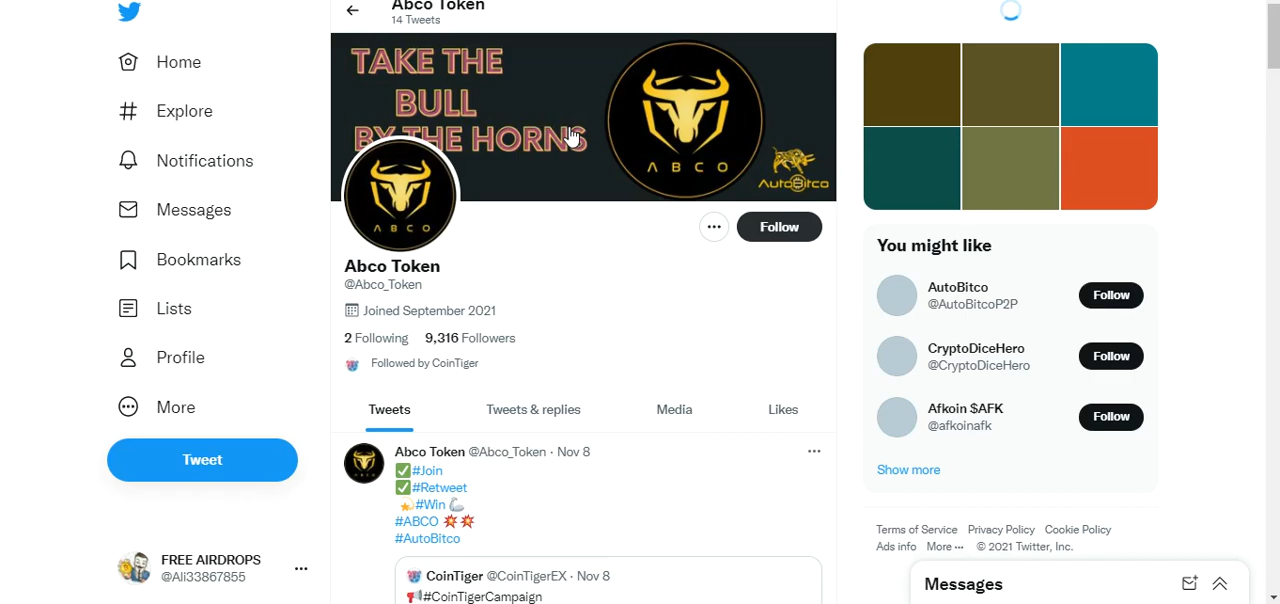 Home
Explore
Notifications
Messages
Bookmarks
Lists
Profile
More
Tweet
FREE AIRDROPS
@Ali33867855
Abco Token
14 Tweets
TAKE THE
BULL
BY THE HORNS
ABCO
AutoBitco
ABCO
Follow
Abco Token
@Abco_Token
Joined September 2021
2 Following 9,316 Followers
Followed by CoinTiger
Tweets Tweets & replies Media Likes
Abco Token @Abco_Token · Nov 8
✅#Join
✅#Retweet
💫#Win🦾
#ABCO 💥💥
#AutoBitco
CoinTiger @CoinTigerEX · Nov 8
📢#CoinTigerCampaign
You might like
AutoBitco
@AutoBitcoP2P
Follow
CryptoDiceHero
@CryptoDiceHero
Follow
Afkoin $AFK
@afkoinafk
Follow
Show more
Terms of Service Privacy Policy Cookie Policy
Ads info More ··· © 2021 Twitter, Inc.
Messages